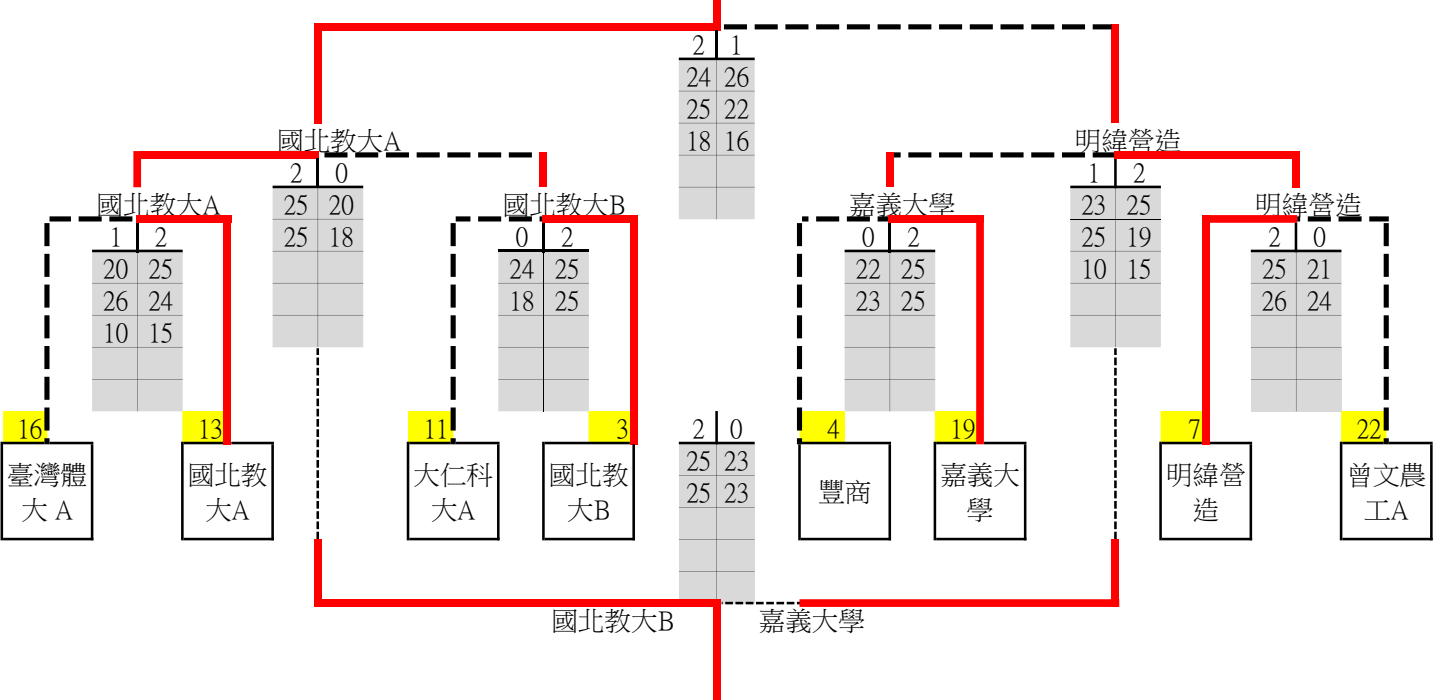 2 1
24 26
25 22
18 16
國北教大A
明緯營造
2 0
25 20
25 18
1 2
23 25
25 19
10 15
國北教大A
國北教大B
嘉義大學
明緯營造
1 2
20 25
26 24
10 15
0 2
24 25
18 25
0 2
22 25
23 25
2 0
25 21
26 24
16
13
11
3
2 0
25 23
25 23
4
19
7
22
臺灣體
大 A
國北教
大A
大仁科
大A
國北教
大B
豐商
嘉義大
學
明緯營
造
曾文農
工A
國北教大B
嘉義大學